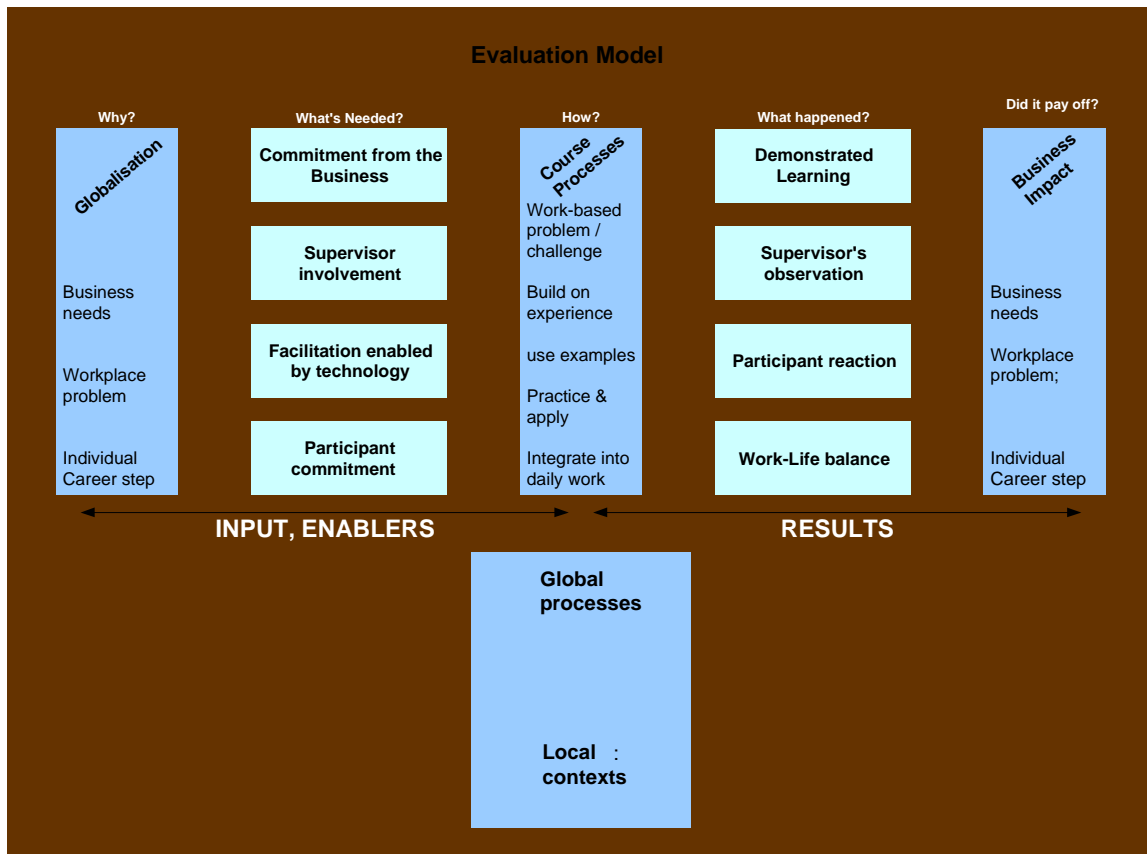 Evaluation Model
Why?
Globalisation
Business
needs
Workplace
problem
Individual
Career step
What's Needed?
Commitment from the
Business
Supervisor
involvement
Facilitation enabled
by technology
Participant
commitment
How?
Course
Processes
Work-based
problem /
challenge
Build on
experience
use examples
Practice &
apply
Integrate into
daily work
What happened?
Demonstrated
Learning
Supervisor's
observation
Participant reaction
Work-Life balance
Did it pay off?
Business
Impact
Business
needs
Workplace
problem;
Individual
Career step
INPUT, ENABLERS
RESULTS
Global
processes
Local :
contexts